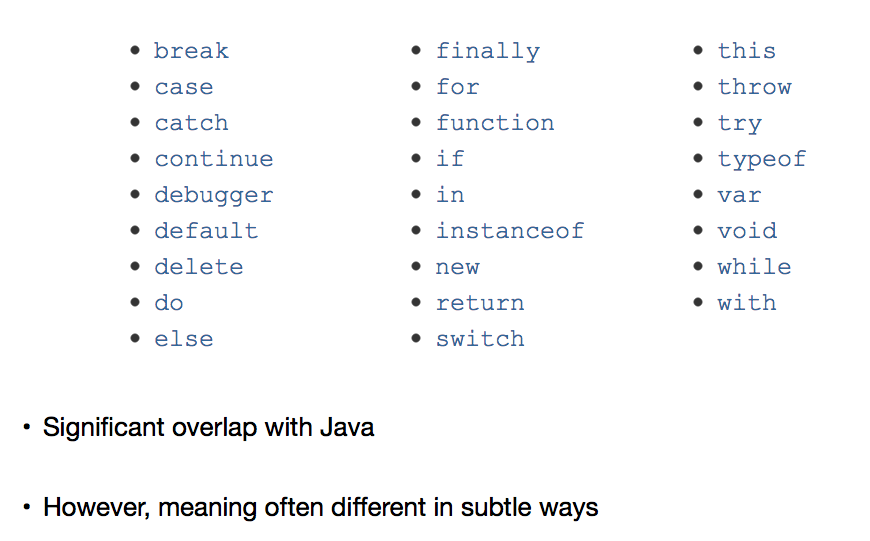 • break
• case
• catch
• continue
• debugger
• default
• delete
• do
• else
• finally
• for
• function
• if
• in
• instanceof
• new
• return
• switch
• this
• throw
• try
• typeof
• var
• void
• while
• with
• Significant overlap with Java
• However, meaning often different in subtle ways